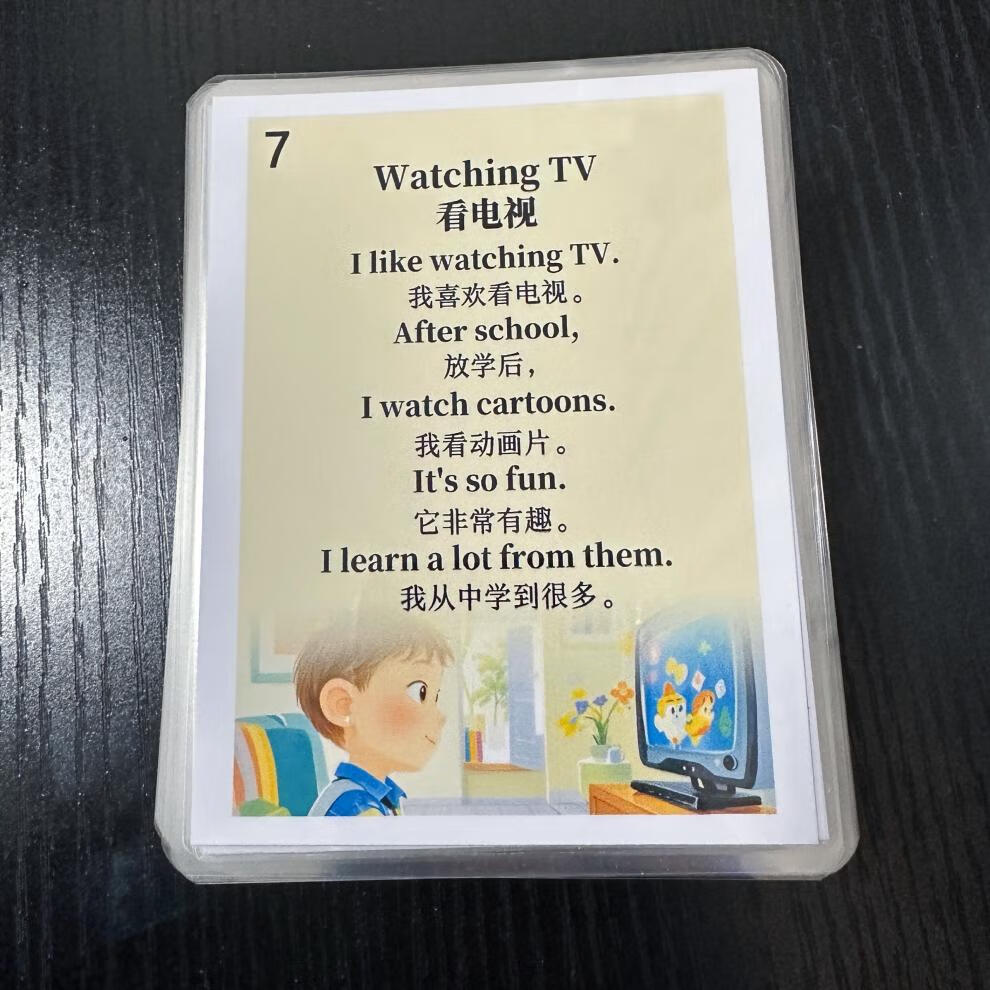 7
Watching TV
看电视
I like watching TV.
我喜欢看电视。
After school,
放学后，
I watch cartoons.
我看动画片。
It's so fun.
它非常有趣。
I learn a lot from them.
我从中学到很多。